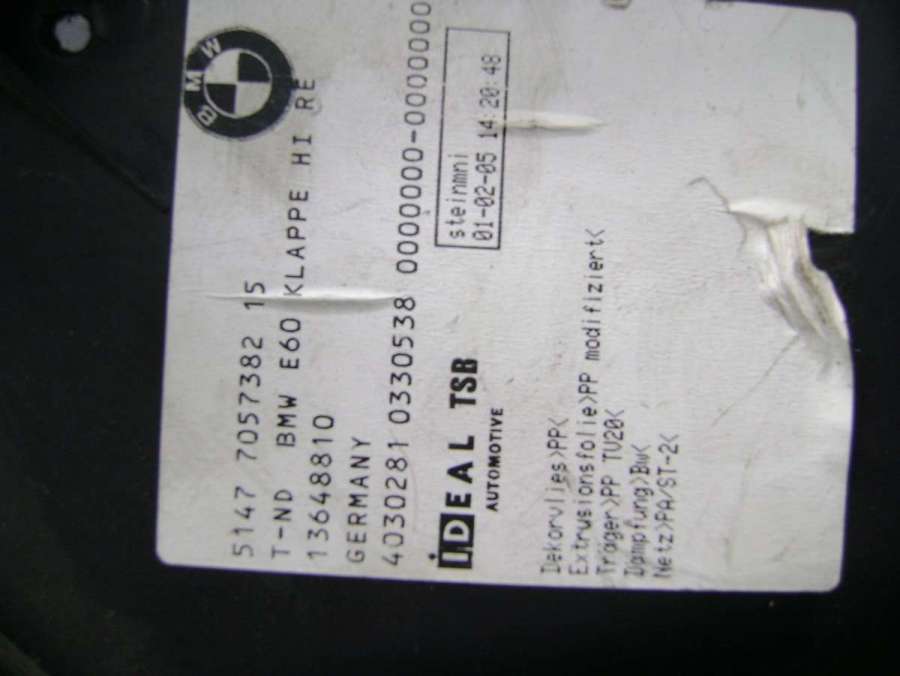 BMW
5147 7057382 15
T-ND BMW E60 KLAPPE HI RE
13648810
GERMANY
4030281 0330538 0000000-0000000
iDEAL TSB
AUTOMOTIVE
steinmni
01-02-05 14:20:48
Dekorvlies>PP<
Extrusionsfolie>PP modifiziert<
Träger>PP TU20<
Dämpfung>Bw<
Netz>PA/ST-2<